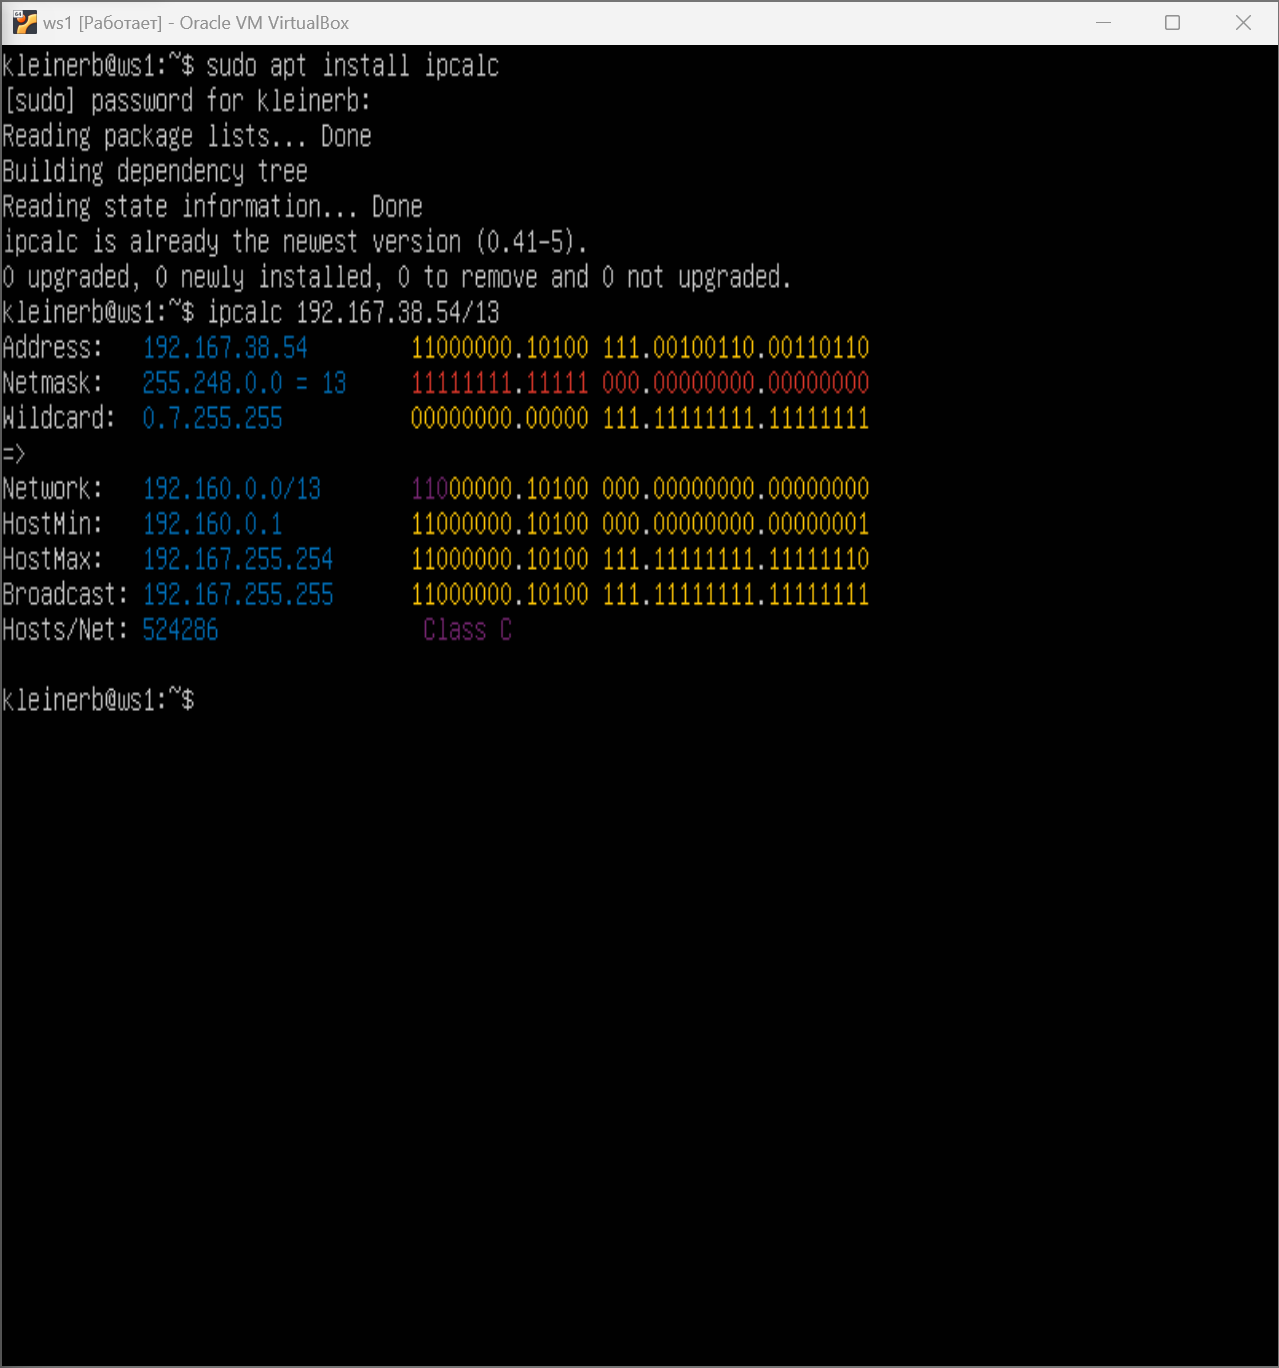 ws1 [Работает] - Oracle VM VirtualBox
kleinerb@ws1:~$ sudo apt install ipcalc
[sudo] password for kleinerb:
Reading package lists... Done
Building dependency tree
Reading state information... Done
ipcalc is already the newest version (0.41-5).
0 upgraded, 0 newly installed, 0 to remove and 0 not upgraded.
kleinerb@ws1:~$ ipcalc 192.167.38.54/13
Address:   192.167.38.54        11000000.10100 111.00100110.00110110
Netmask:   255.248.0.0 = 13     11111111.11111 000.00000000.00000000
Wildcard:  0.7.255.255          00000000.00000 111.11111111.11111111
=>
Network:   192.160.0.0/13       11000000.10100 000.00000000.00000000
HostMin:   192.160.0.1          11000000.10100 000.00000000.00000001
HostMax:   192.167.255.254      11000000.10100 111.11111111.11111110
Broadcast: 192.167.255.255      11000000.10100 111.11111111.11111111
Hosts/Net: 524286                Class C
kleinerb@ws1:~$